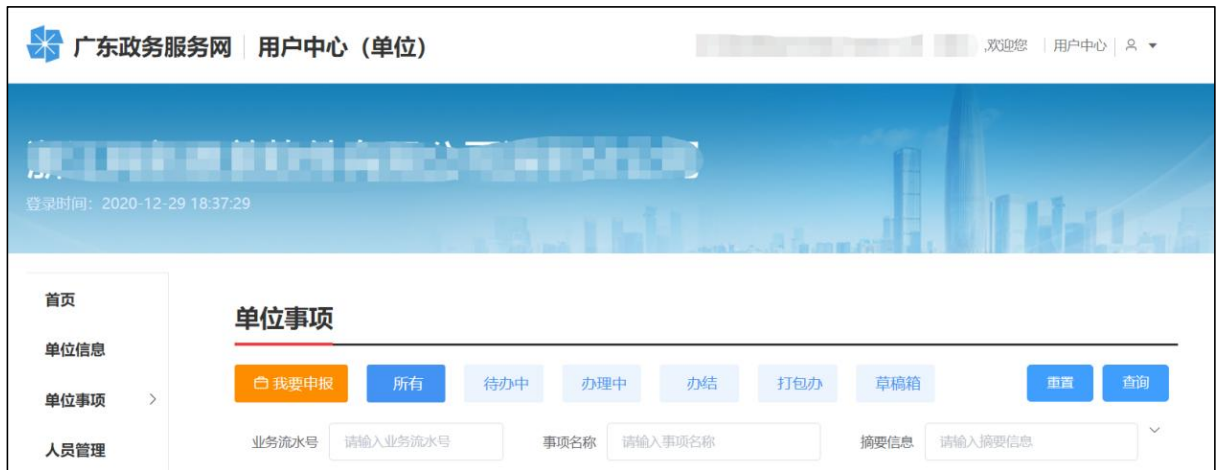 广东政务服务网 用户中心（单位）
,欢迎您 用户中心
登录时间：2020-12-29 18:37:29
首页
单位信息
单位事项
人员管理
单位事项
我要申报 所有 待办中 办理中 办结 打包办 草稿箱 重置 查询
业务流水号 请输入业务流水号 事项名称 请输入事项名称 摘要信息 请输入摘要信息